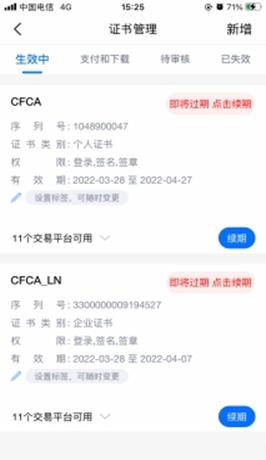 中国电信 4G 15:25 71%
证书管理 新增
生效中 支付和下载 待审核 已失效
CFCA 即将过期 点击续期
序列号: 1048900047
证书类别: 个人证书
权限: 登录,签名,签章
有效期: 2022-03-28 至 2022-04-27
设置标签，可随时变更
11个交易平台可用 续期
CFCA_LN 即将过期 点击续期
序列号: 3300000009194527
证书类别: 企业证书
权限: 登录,签名,签章
有效期: 2022-03-28 至 2022-04-07
设置标签，可随时变更
11个交易平台可用 续期